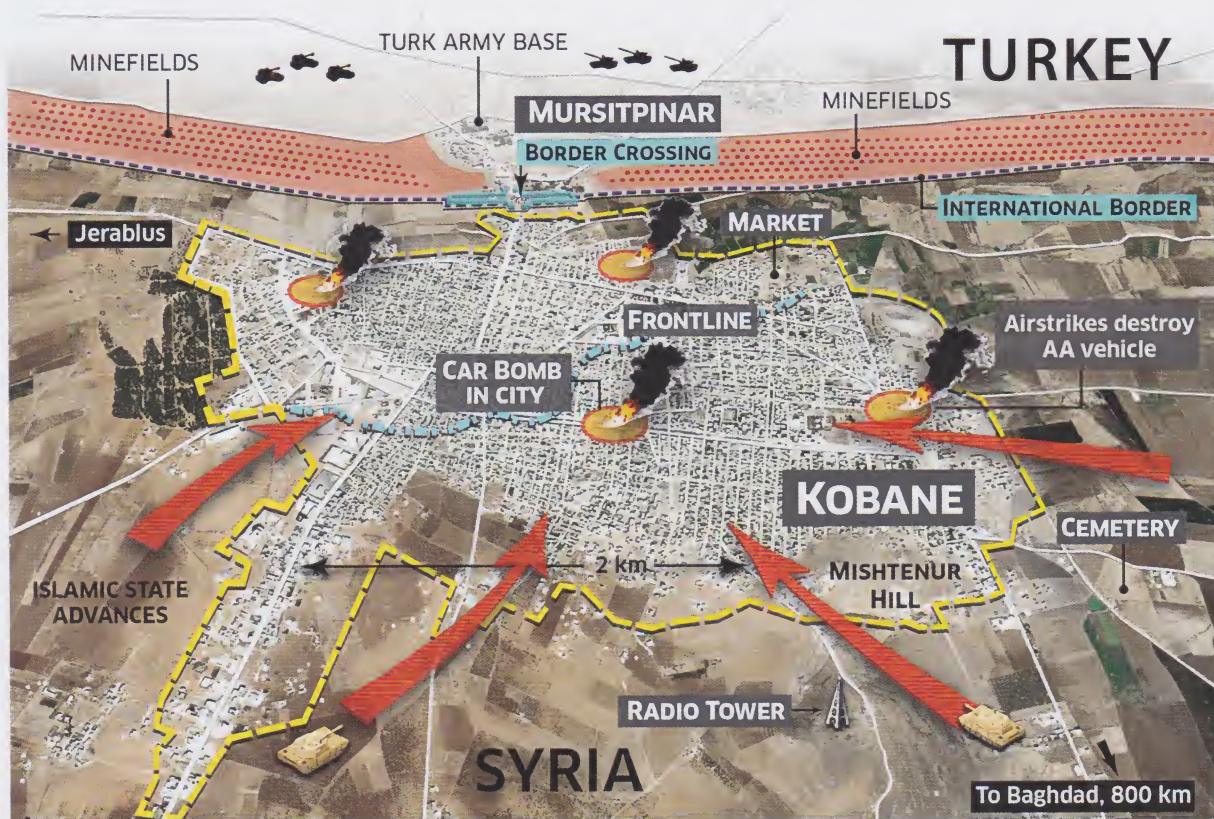 TURK ARMY BASE
TURKEY
MINEFIELDS
MURSITPINAR
MINEFIELDS
BORDER CROSSING
INTERNATIONAL BORDER
Jerablus
MARKET
FRONTLINE
Airstrikes destroy
AA vehicle
CAR BOMB
IN CITY
KOBANE
CEMETERY
2 km
MISHTENUR
HILL
ISLAMIC STATE
ADVANCES
RADIO TOWER
SYRIA
To Baghdad, 800 km